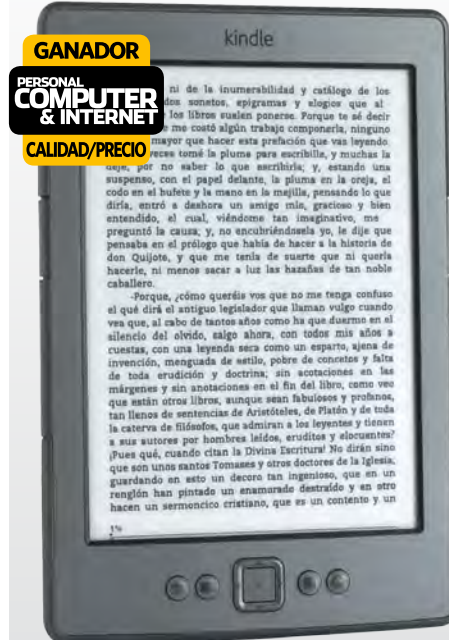 GANADOR
PERSONAL
COMPUTER
& INTERNET
CALIDAD/PRECIO
kindle
ni de la inumerabilidad y catálogo de los
dos sonetos, epigramas y elogios que al
los libros suelen ponerse. Porque te sé decir
me costó algún trabajo componerla, ninguno
mayor que hacer esta prefación que vas leyendo.
veces tomé la pluma para escribille, y muchas la
dejé, por no saber lo que escribiría; y, estando una
suspenso, con el papel delante, la pluma en la oreja, el
codo en el bufete y la mano en la mejilla, pensando lo que
diría, entró a deshora un amigo mío, gracioso y bien
entendido, el cual, viéndome tan imaginativo, me
preguntó la causa; y, no encubriéndosela yo, le dije que
pensaba en el prólogo que había de hacer a la historia de
don Quijote, y que me tenía de suerte que ni quería
hacerle, ni menos sacar a luz las hazañas de tan noble
caballero.
-Porque, ¿cómo queréis vos que no me tenga confuso
el qué dirá el antiguo legislador que llaman vulgo cuando
vea que, al cabo de tantos años como ha que duermo en el
silencio del olvido, salgo ahora, con todos mis años a
cuestas, con una leyenda seca como un esparto, ajena de
invención, menguada de estilo, pobre de concetos y falta
de toda erudición y doctrina; sin acotaciones en las
márgenes y sin anotaciones en el fin del libro, como veo
que están otros libros, aunque sean fabulosos y profanos,
tan llenos de sentencias de Aristóteles, de Platón y de toda
la caterva de filósofos, que admiran a los leyentes y tienen
a sus autores por hombres leídos, eruditos y elocuentes?
¡Pues qué, cuando citan la Divina Escritura! No dirán sino
que son unos santos Tomases y otros doctores de la Iglesia;
guardando en esto un decoro tan ingenioso, que en un
renglón han pintado un enamorado destraído y en otro
hacen un sermoncico cristiano, que es un contento y un
1%